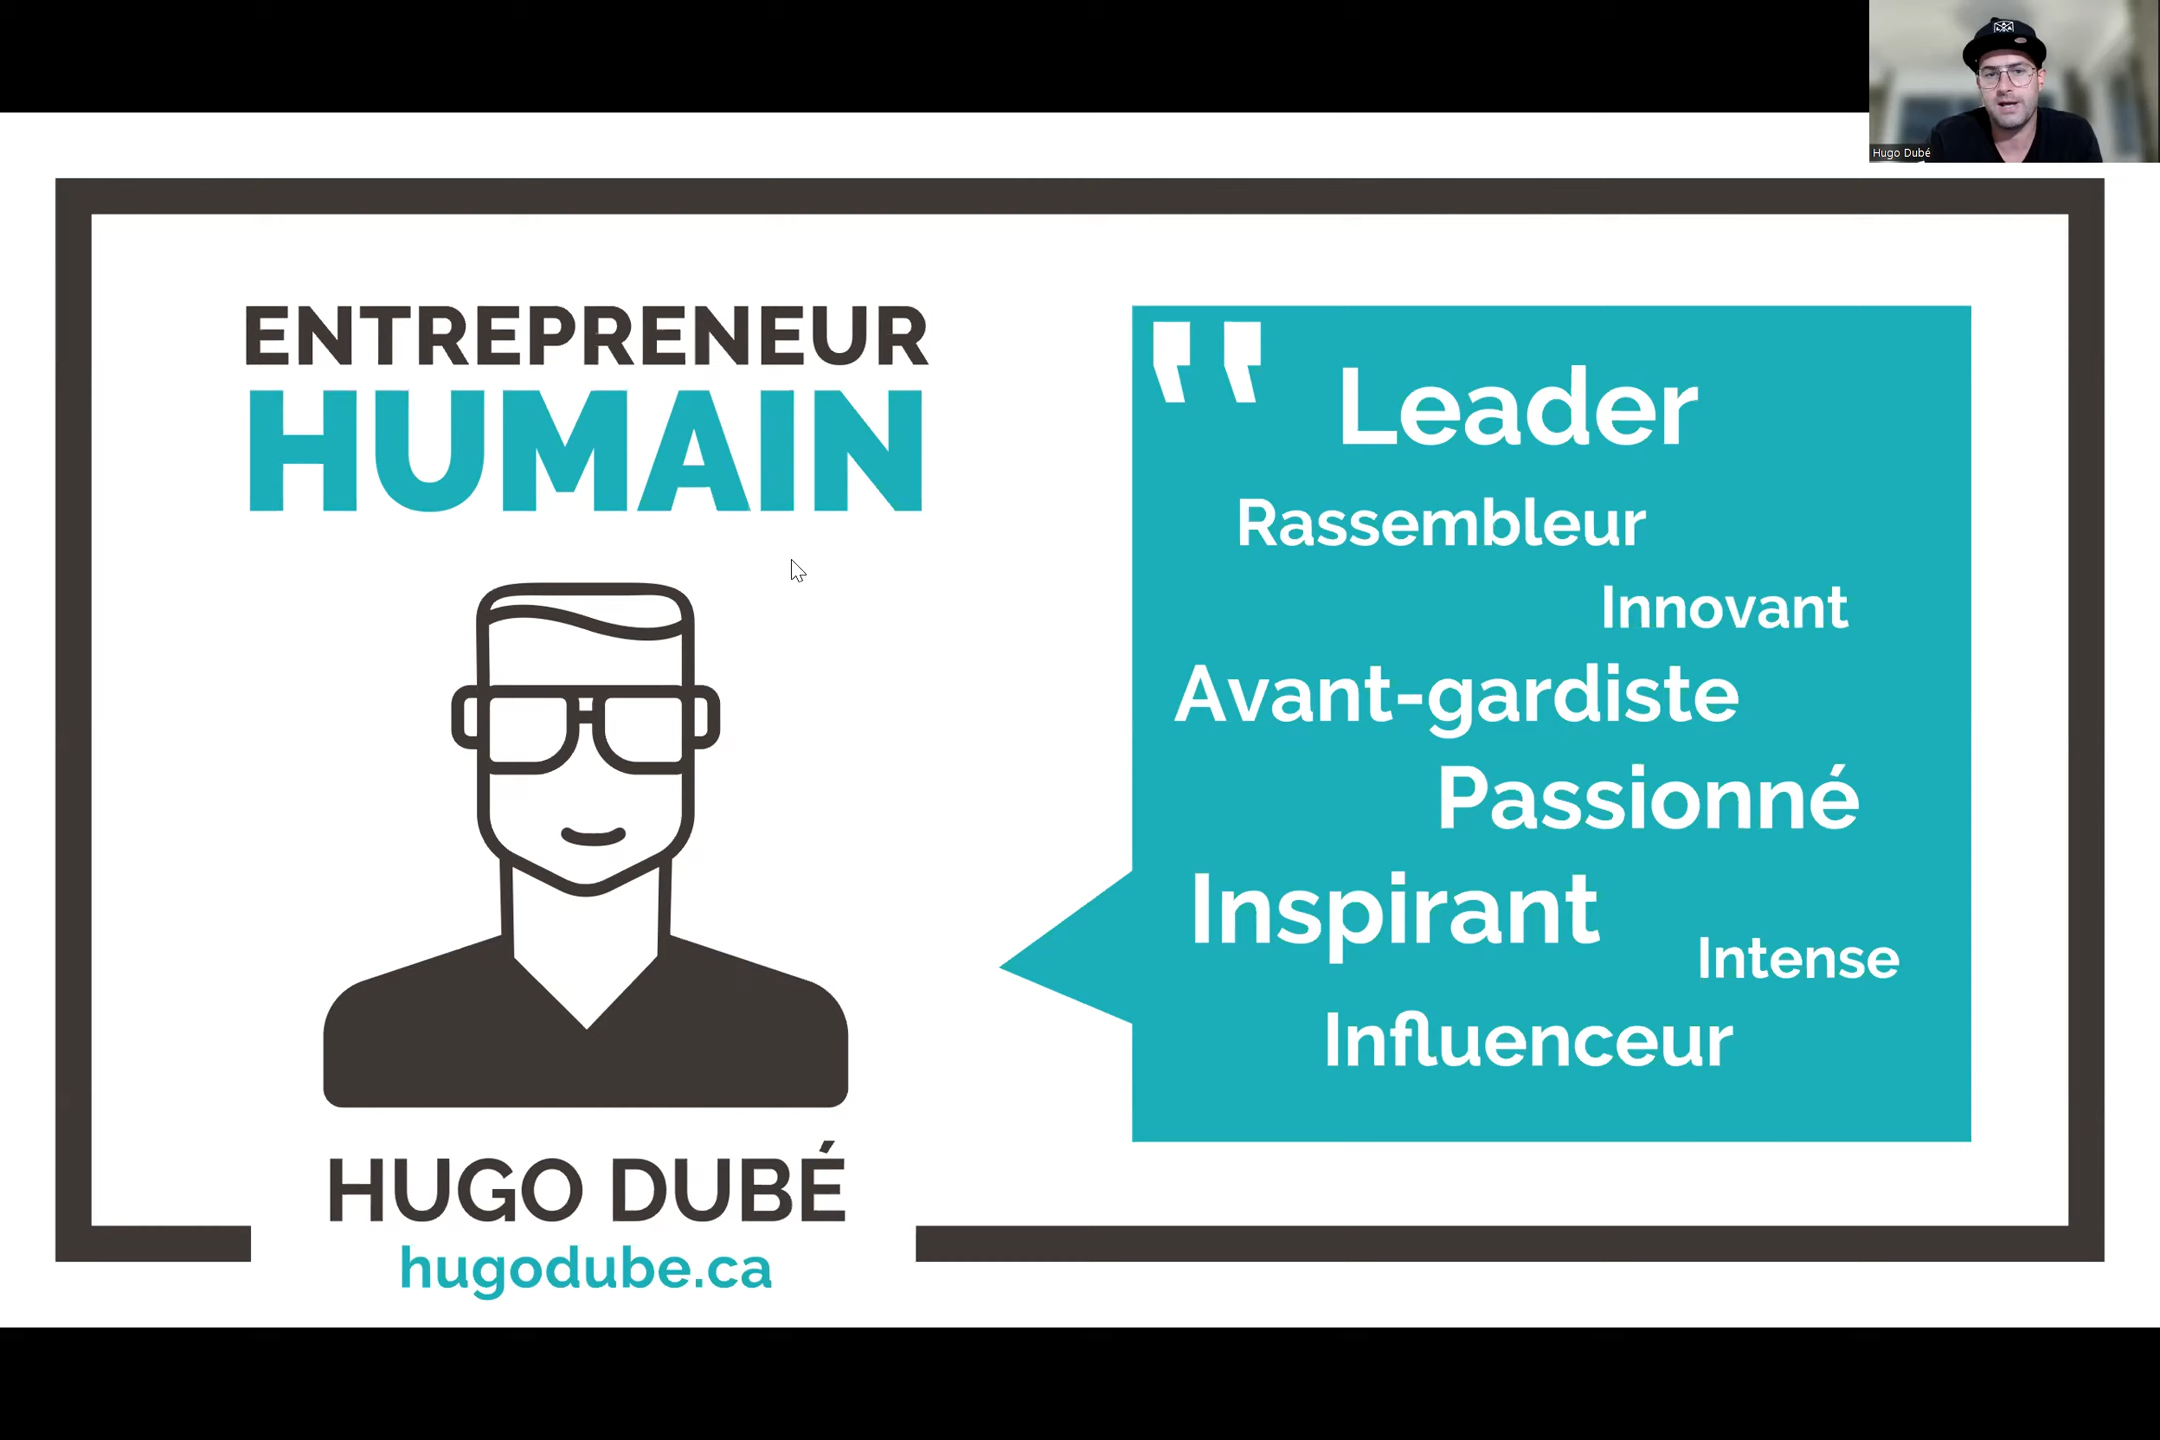 Hugo Dubé
ENTREPRENEUR
HUMAIN
HUGO DUBÉ
hugodube.ca
"
Leader
Rassembleur
Innovant
Avant-gardiste
Passionné
Inspirant
Intense
Influenceur